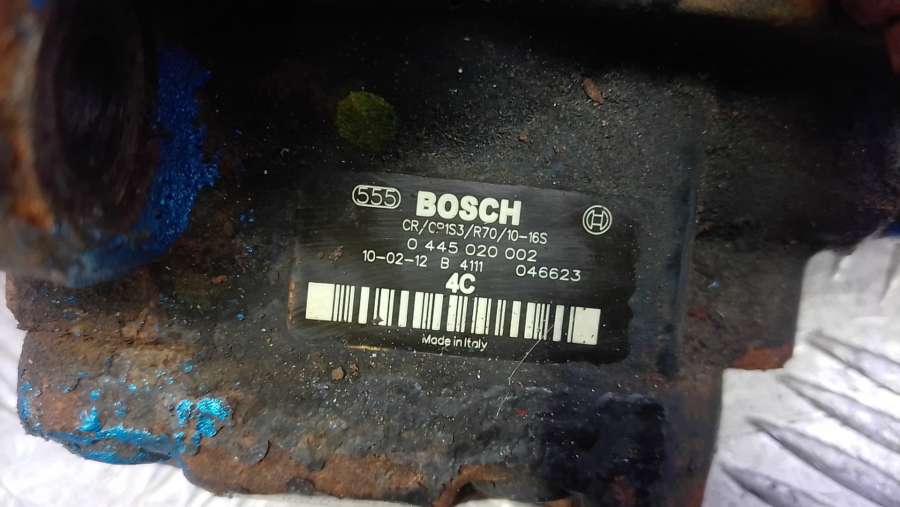 555 BOSCH H
CR/CP1S3/R70/10-16S
0 445 020 002
10-02-12 B 4111 046623
4C
Made in Italy